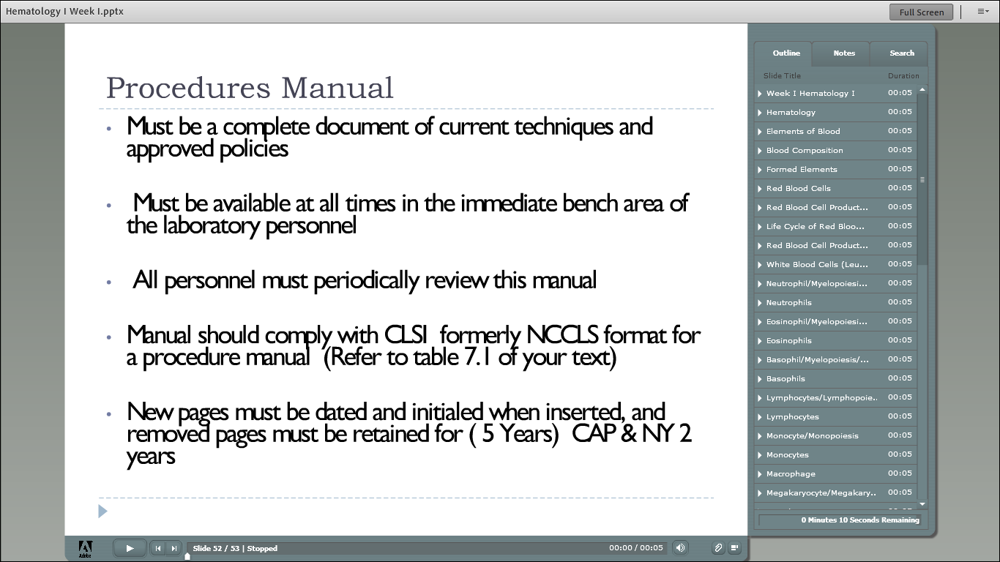 Hematology I Week I.pptx
Full Screen
Procedures Manual
• Must be a complete document of current techniques and
approved policies
• Must be available at all times in the immediate bench area of
the laboratory personnel
• All personnel must periodically review this manual
• Manual should comply with CLSI  formerly NCCLS format for
a procedure manual  (Refer to table 7.1 of your text)
• New pages must be dated and initialed when inserted, and
removed pages must be retained for ( 5 Years)  CAP & NY 2
years
Outline Notes Search
Slide Title Duration
Week I Hematology I 00:05
Hematology 00:05
Elements of Blood 00:05
Blood Composition 00:05
Formed Elements 00:05
Red Blood Cells 00:05
Red Blood Cell Product... 00:05
Life Cycle of Red Bloo... 00:05
Red Blood Cell Product... 00:05
White Blood Cells (Leu... 00:05
Neutrophil/Myelopoiesi... 00:05
Neutrophils 00:05
Eosinophil/Myelopoiesi... 00:05
Eosinophils 00:05
Basophil/Myelopoiesis/... 00:05
Basophils 00:05
Lymphocytes/Lymphopoie.. 00:05
Lymphocytes 00:05
Monocyte/Monopoiesis 00:05
Monocytes 00:05
Macrophage 00:05
Megakaryocyte/Megakary.. 00:05
0 Minutes 10 Seconds Remaining
Adobe
Slide 52 / 53 | Stopped
00:00 / 00:05